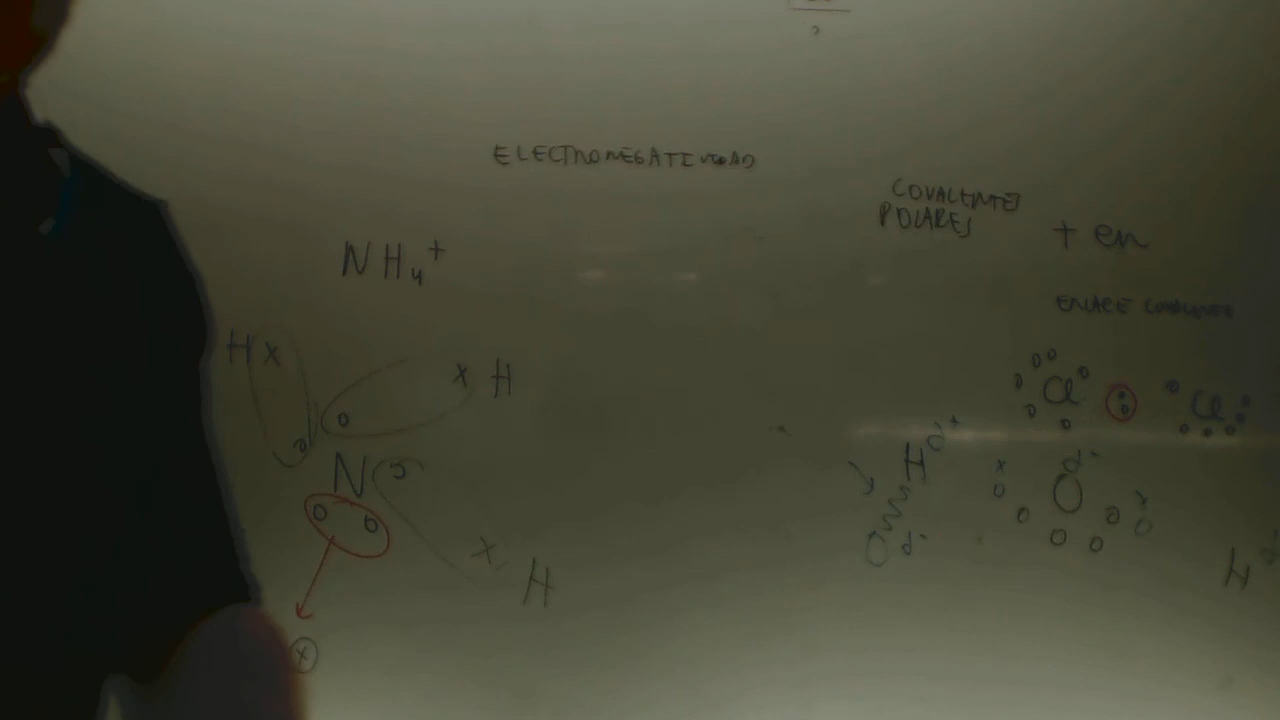 ELECTRONEGATIVIDAD
COVALENTES
POLARES
+ en
NH₄⁺
ENLACE COVALENTE
H x
x H
Cl
Cl
N
H
δ+
δ-
O
O
δ-
x H
H
x